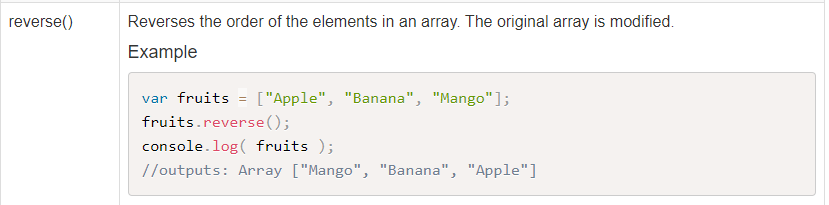 reverse()
Reverses the order of the elements in an array. The original array is modified.
Example
var fruits = ["Apple", "Banana", "Mango"];
fruits.reverse();
console.log( fruits );
//outputs: Array ["Mango", "Banana", "Apple"]